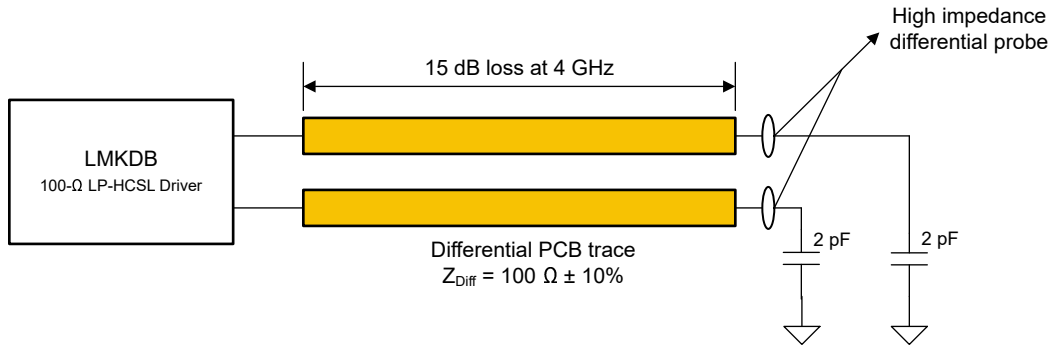 High impedance
differential probe
15 dB loss at 4 GHz
LMKDB
100-Ω LP-HCSL Driver
2 pF
2 pF
Differential PCB trace
Z_Diff = 100 Ω ± 10%